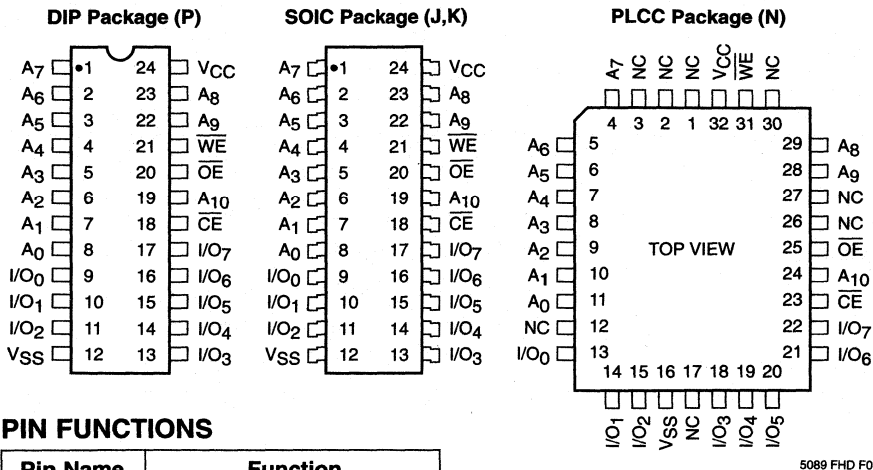 DIP Package (P)
A7 1 24 VCC
A6 2 23 A8
A5 3 22 A9
A4 4 21 WE
A3 5 20 OE
A2 6 19 A10
A1 7 18 CE
A0 8 17 I/O7
I/O0 9 16 I/O6
I/O1 10 15 I/O5
I/O2 11 14 I/O4
VSS 12 13 I/O3
SOIC Package (J,K)
A7 1 24 VCC
A6 2 23 A8
A5 3 22 A9
A4 4 21 WE
A3 5 20 OE
A2 6 19 A10
A1 7 18 CE
A0 8 17 I/O7
I/O0 9 16 I/O6
I/O1 10 15 I/O5
I/O2 11 14 I/O4
VSS 12 13 I/O3
PLCC Package (N)
A7 NC NC NC VCC WE NC
4 3 2 1 32 31 30
A6 5 29 A8
A5 6 28 A9
A4 7 27 NC
A3 8 26 NC
A2 9 TOP VIEW 25 OE
A1 10 24 A10
A0 11 23 CE
NC 12 22 I/O7
I/O0 13 21 I/O6
14 15 16 17 18 19 20
I/O1 I/O2 VSS NC I/O3 I/O4 I/O5
5089 FHD F0
PIN FUNCTIONS
Pin Name Function